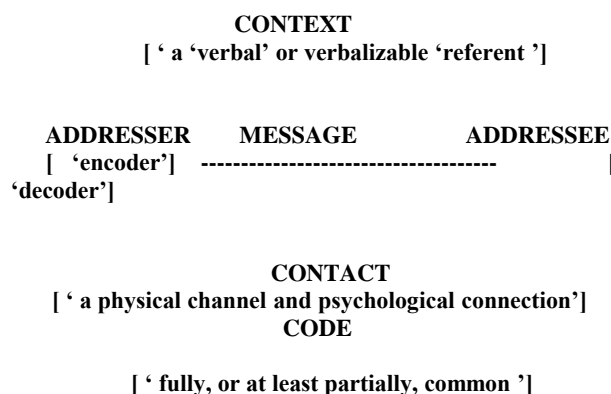 CONTEXT
[ ‘ a ‘verbal’ or verbalizable ‘referent ’]
ADDRESSER MESSAGE ADDRESSEE
[ ‘encoder’] ------------------------------------- [
‘decoder’]
CONTACT
[ ‘ a physical channel and psychological connection’]
CODE
[ ‘ fully, or at least partially, common ’]